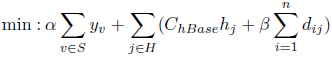 min : α ∑_{v∈S} y_v + ∑_{j∈H} (C_{hBase} h_j + β ∑_{i=1}^{n} d_{ij})